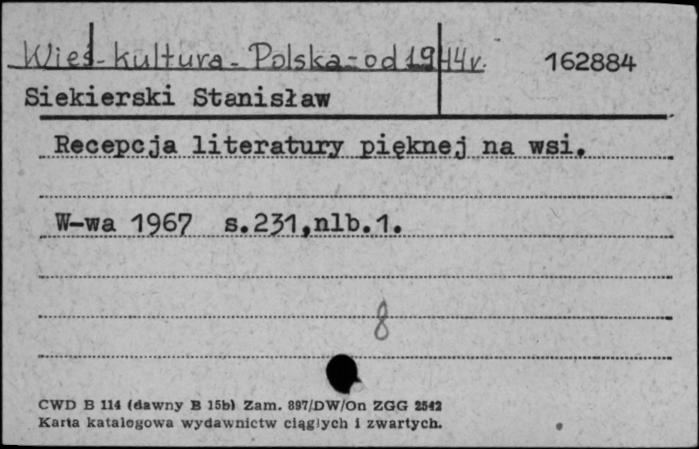 Wieś - kultura - Polska - od 1944 r. 162884
Siekierski Stanisław
Recepcja literatury pięknej na wsi.
W-wa 1967 s.231,nlb.1.
8
CWD B 114 (dawny B 15b) Zam. 897/DW/On ZGG 2542
Karta katalogowa wydawnictw ciągłych i zwartych.